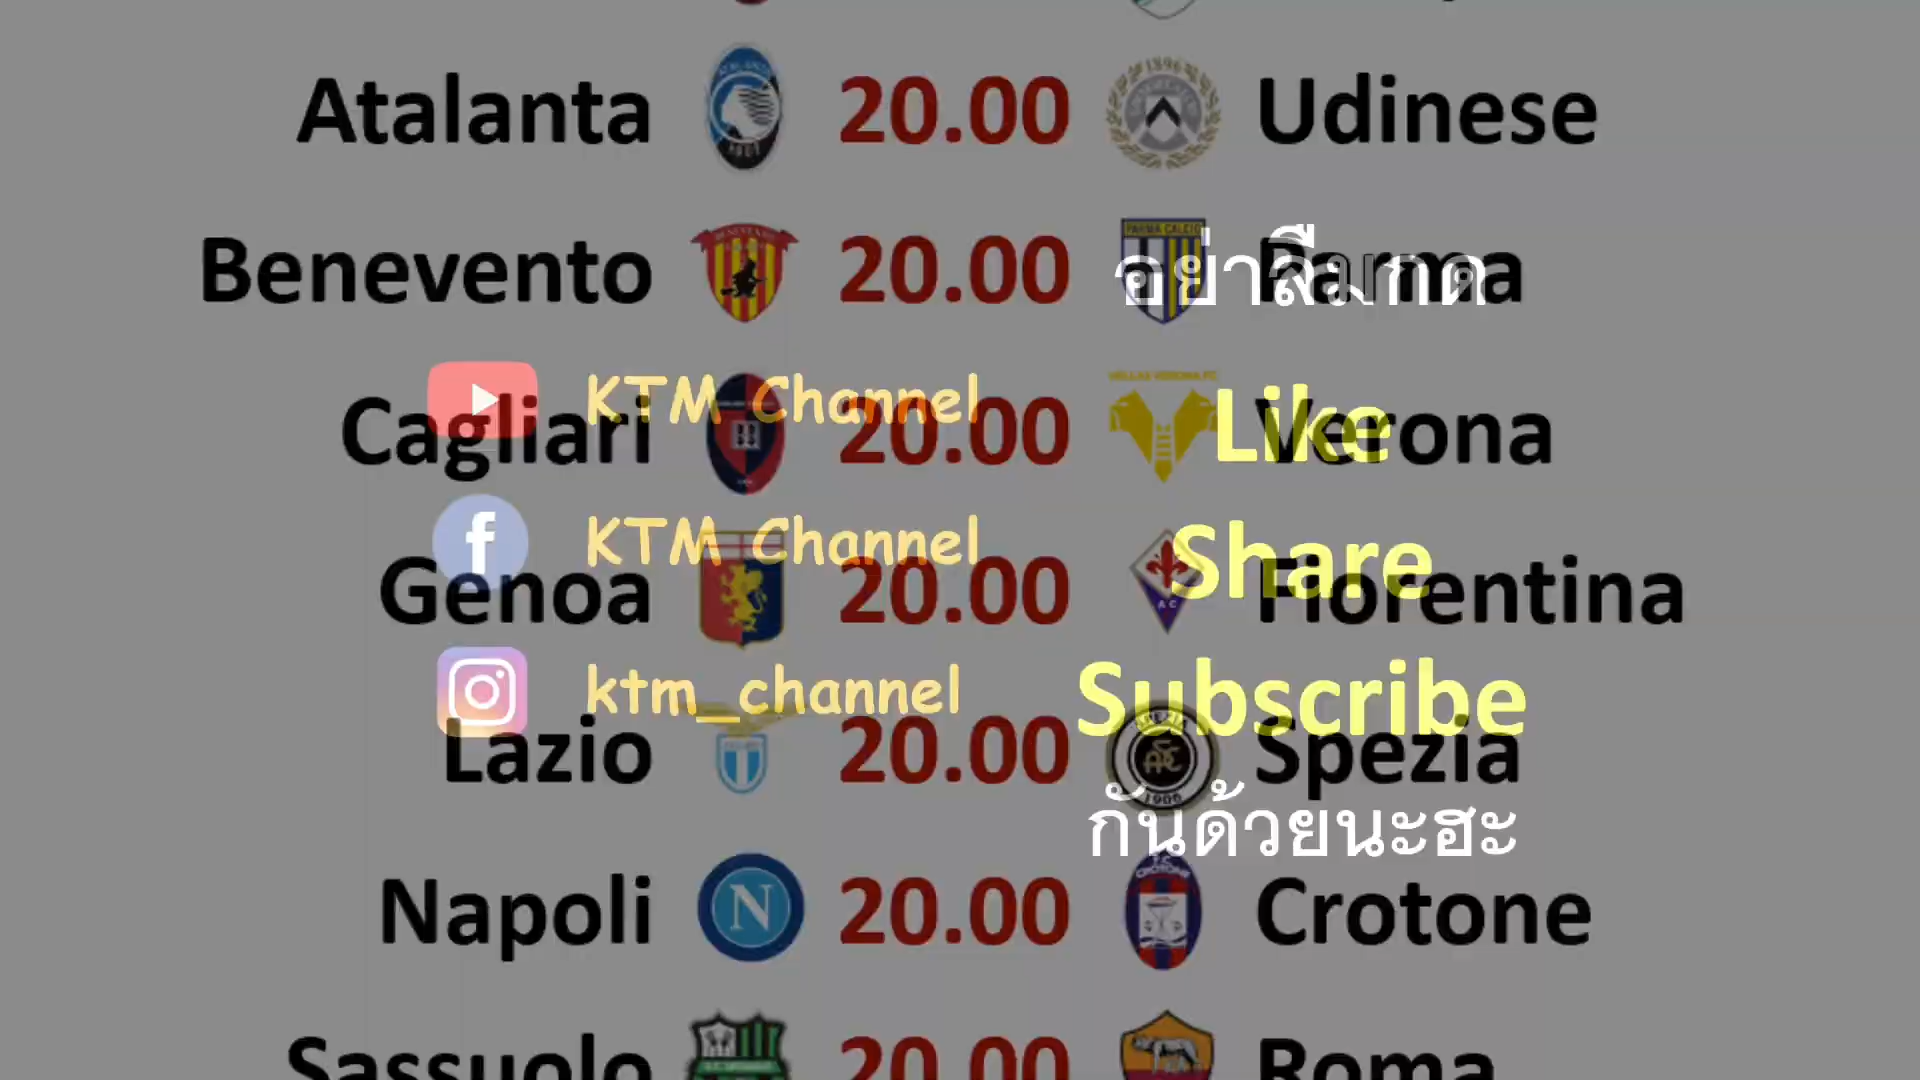 Atalanta 20.00 Udinese
Benevento 20.00 Parma
อย่าลืมกด
KTM Channel
Cagliari 20.00 Verona
Like
KTM Channel
Share
Genoa 20.00 Fiorentina
ktm_channel
Subscribe
Lazio 20.00 Spezia
กันด้วยนะฮะ
Napoli 20.00 Crotone
Sassuolo 20.00 Roma